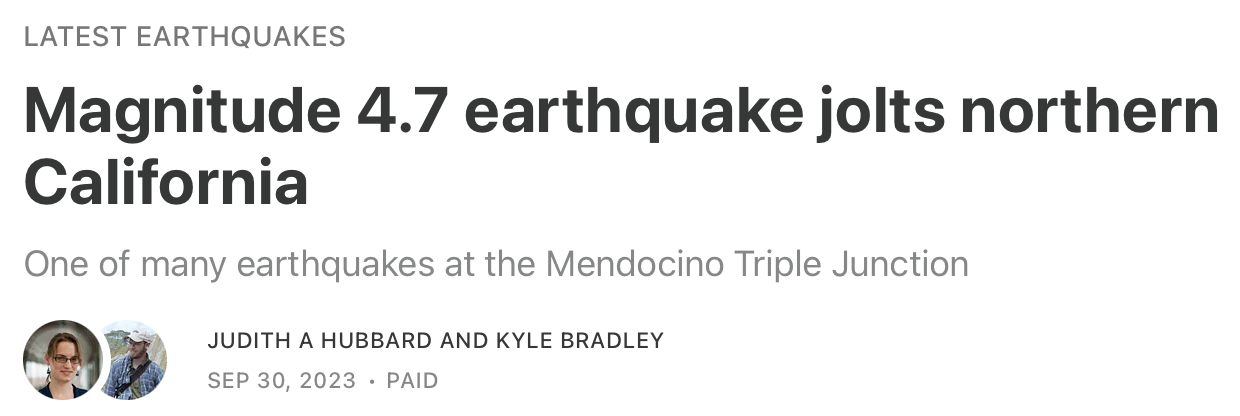 LATEST EARTHQUAKES
Magnitude 4.7 earthquake jolts northern
California
One of many earthquakes at the Mendocino Triple Junction
JUDITH A HUBBARD AND KYLE BRADLEY
SEP 30, 2023 • PAID